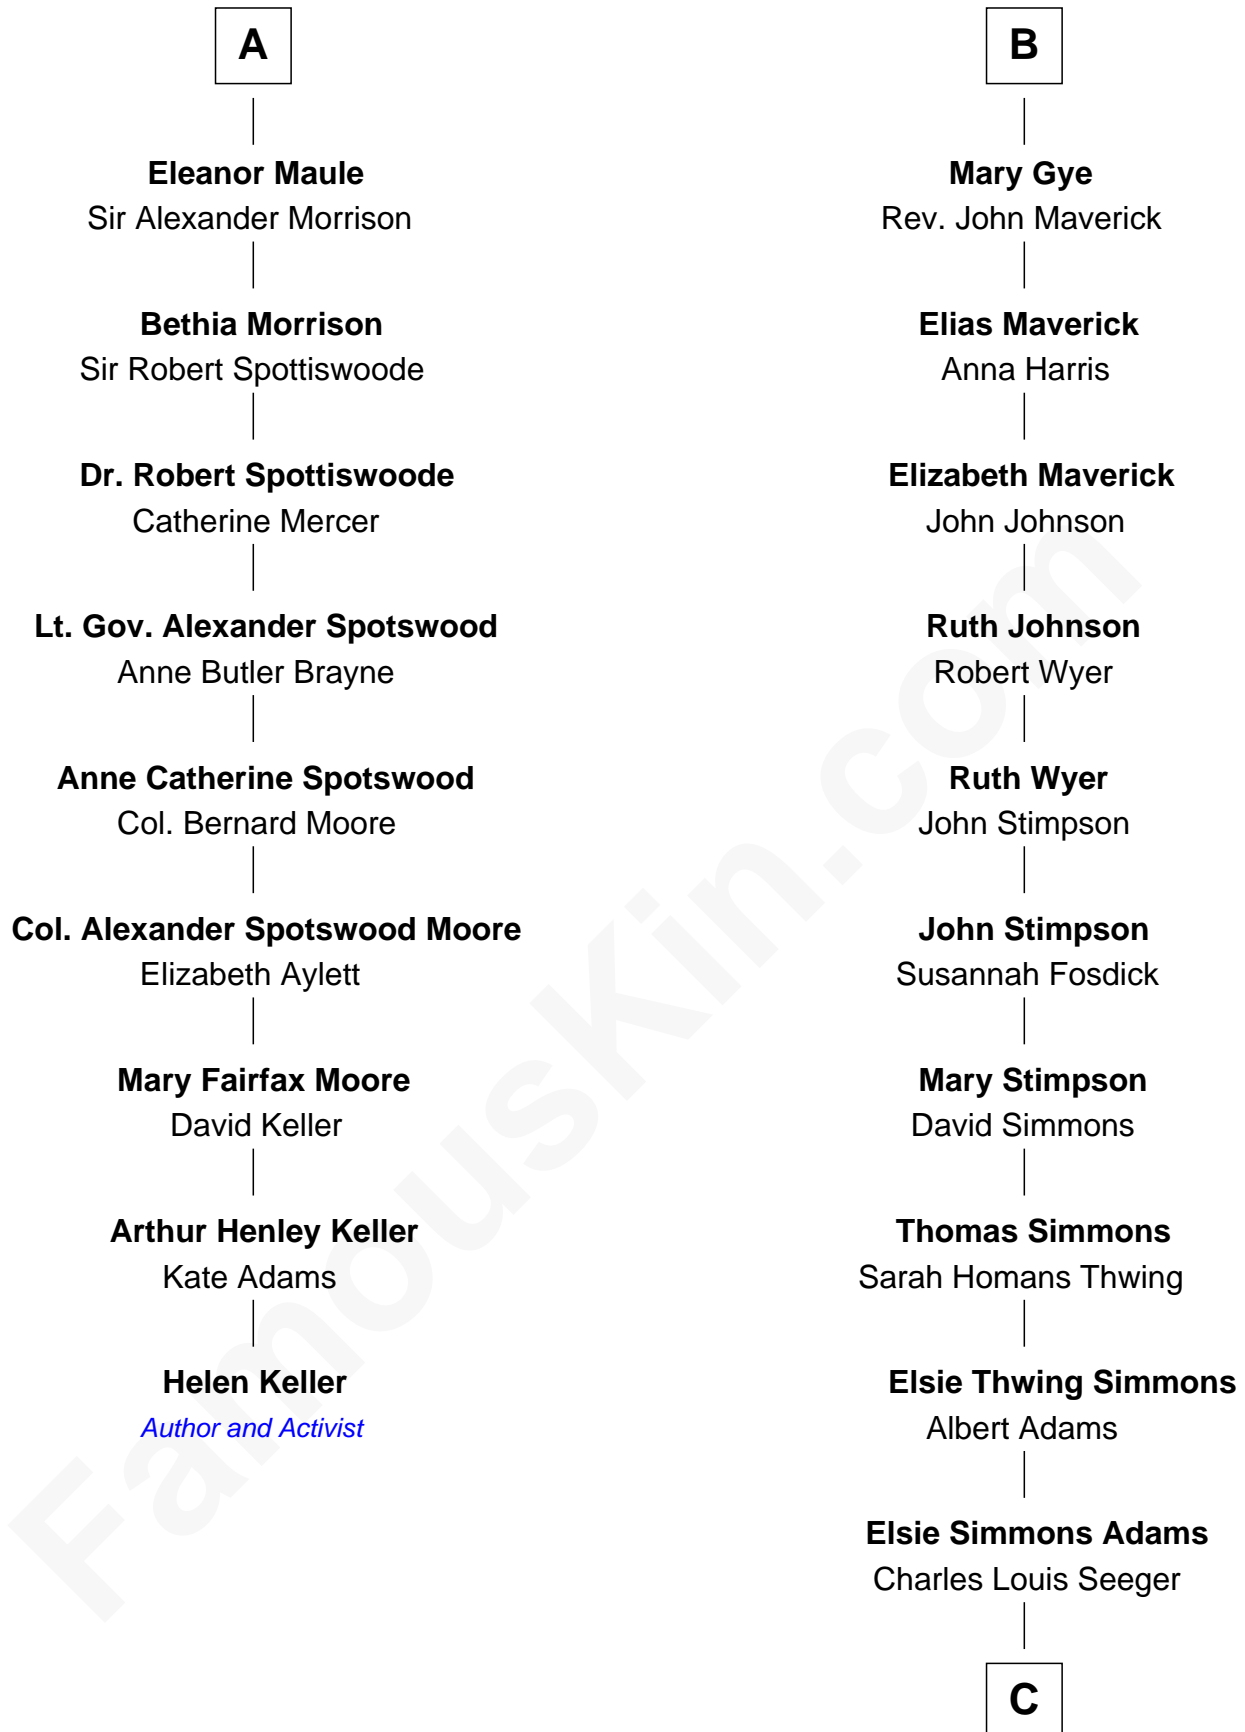 A
Eleanor Maule
Sir Alexander Morrison
Bethia Morrison
Sir Robert Spottiswoode
Dr. Robert Spottiswoode
Catherine Mercer
Lt. Gov. Alexander Spotswood
Anne Butler Brayne
Anne Catherine Spotswood
Col. Bernard Moore
Col. Alexander Spotswood Moore
Elizabeth Aylett
Mary Fairfax Moore
David Keller
Arthur Henley Keller
Kate Adams
Helen Keller
Author and Activist
B
Mary Gye
Rev. John Maverick
Elias Maverick
Anna Harris
Elizabeth Maverick
John Johnson
Ruth Johnson
Robert Wyer
Ruth Wyer
John Stimpson
John Stimpson
Susannah Fosdick
Mary Stimpson
David Simmons
Thomas Simmons
Sarah Homans Thwing
Elsie Thwing Simmons
Albert Adams
Elsie Simmons Adams
Charles Louis Seeger
C
FamousKin.com